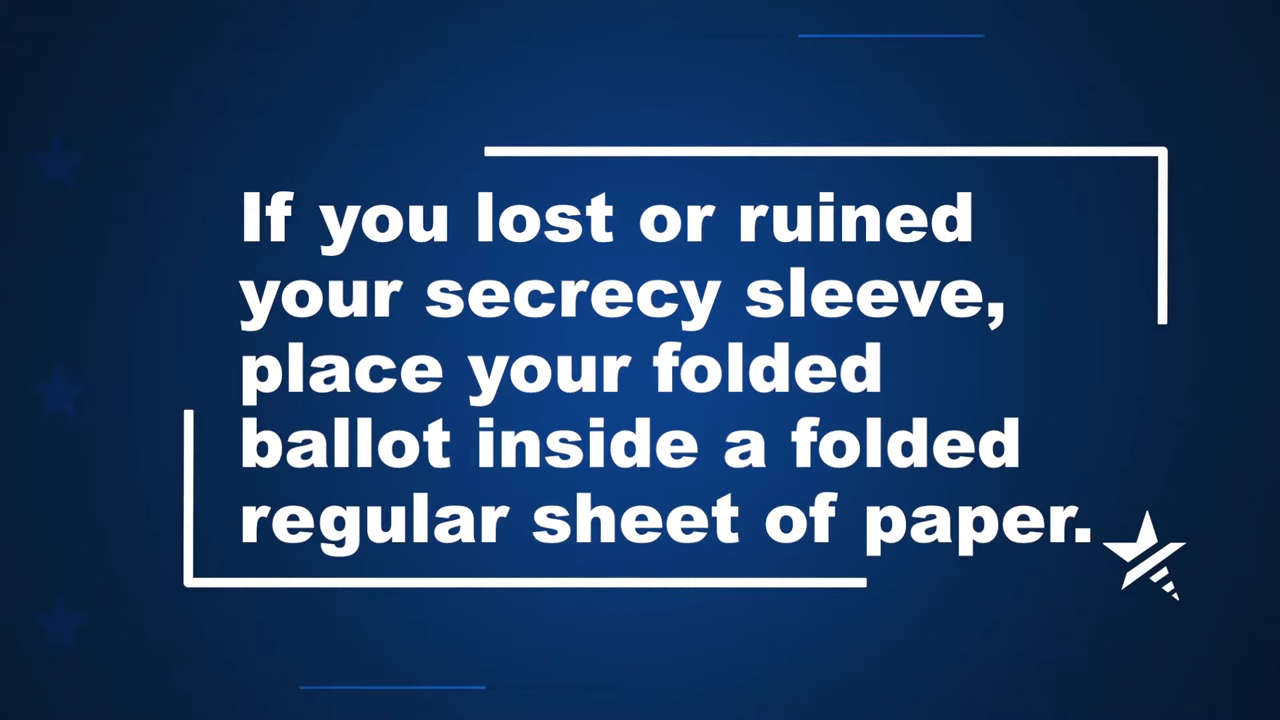 If you lost or ruined
your secrecy sleeve,
place your folded
ballot inside a folded
regular sheet of paper.